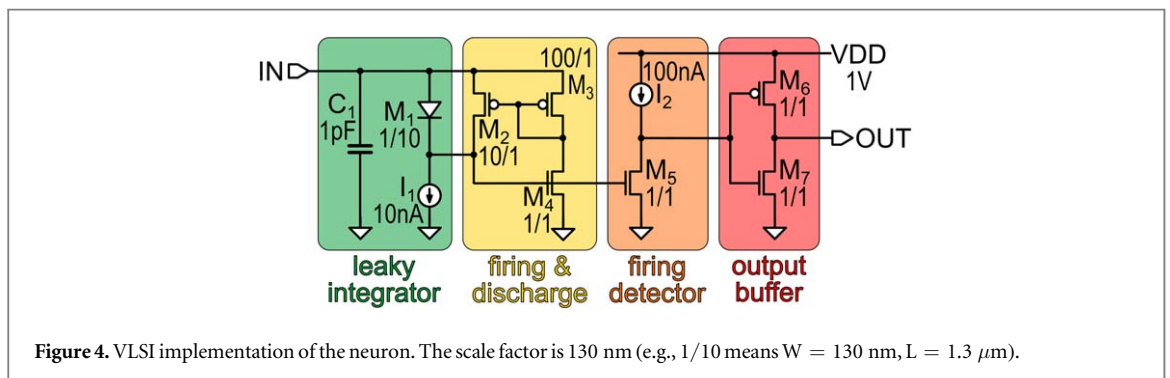 IN
C1
1pF
M1
1/10
I1
10nA
M2
10/1
100/1
M3
M4
1/1
100nA
I2
M5
1/1
VDD
1V
M6
1/1
OUT
M7
1/1
leaky
integrator
firing &
discharge
firing
detector
output
buffer
Figure 4. VLSI implementation of the neuron. The scale factor is 130 nm (e.g., 1/10 means W = 130 nm, L = 1.3 μm).